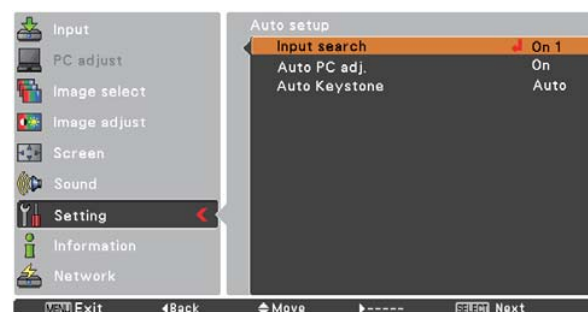 Input
PC adjust
Image select
Image adjust
Screen
Sound
Setting
Information
Network
Auto setup
Input search On 1
Auto PC adj. On
Auto Keystone Auto
MENU Exit ◀Back ◆Move ▶----- SELECT Next